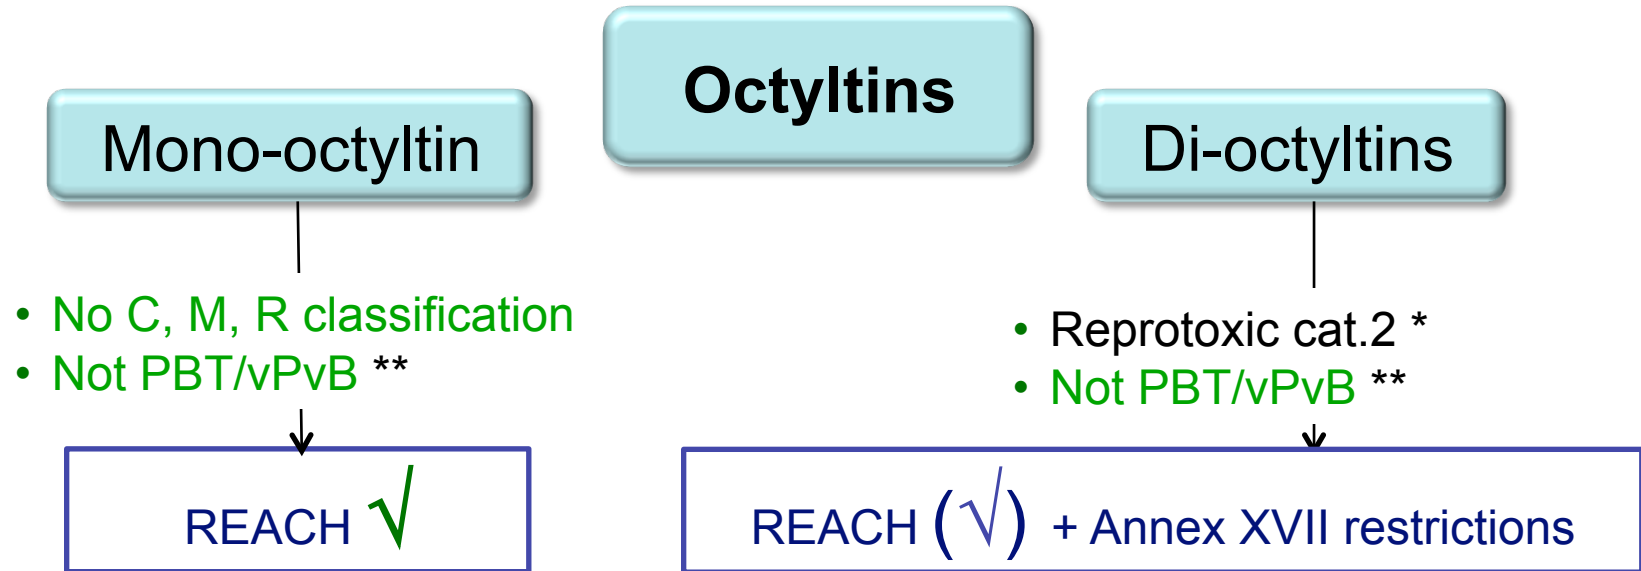 Octyltins
Mono-octyltin
• No C, M, R classification
• Not PBT/vPvB **
REACH √
Di-octyltins
• Reprotoxic cat.2 *
• Not PBT/vPvB **
REACH (√) + Annex XVII restrictions